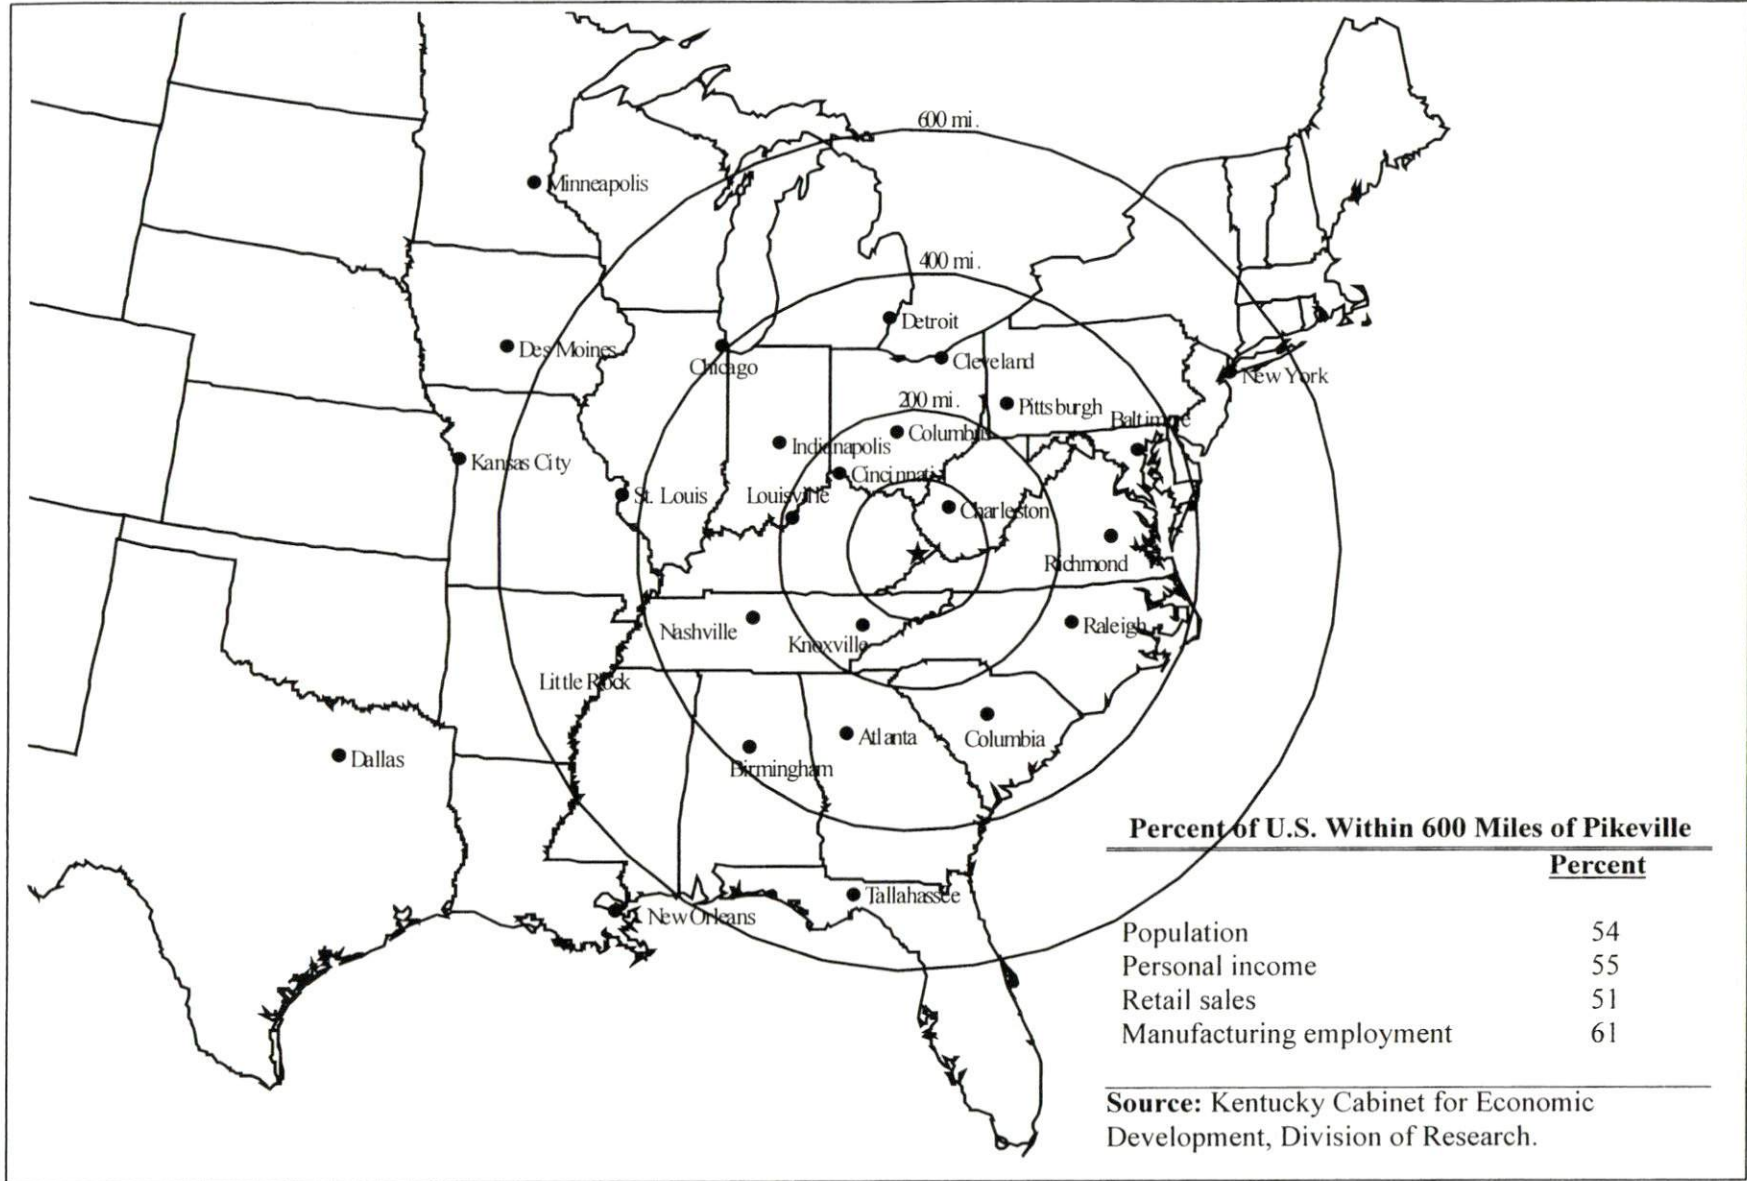 600 mi.
Minneapolis
400 mi.
Detroit
Des Moines
Chicago
Cleveland
New York
200 mi.
Pittsburgh
Baltimore
Columbus
Indianapolis
Kansas City
Cincinnati
St. Louis
Louisville
Charleston
Richmond
Nashville
Knoxville
Raleigh
Little Rock
Atlanta
Columbia
Dallas
Birmingham
Tallahassee
New Orleans
Percent of U.S. Within 600 Miles of Pikeville
Percent
Population 54
Personal income 55
Retail sales 51
Manufacturing employment 61
Source: Kentucky Cabinet for Economic
Development, Division of Research.